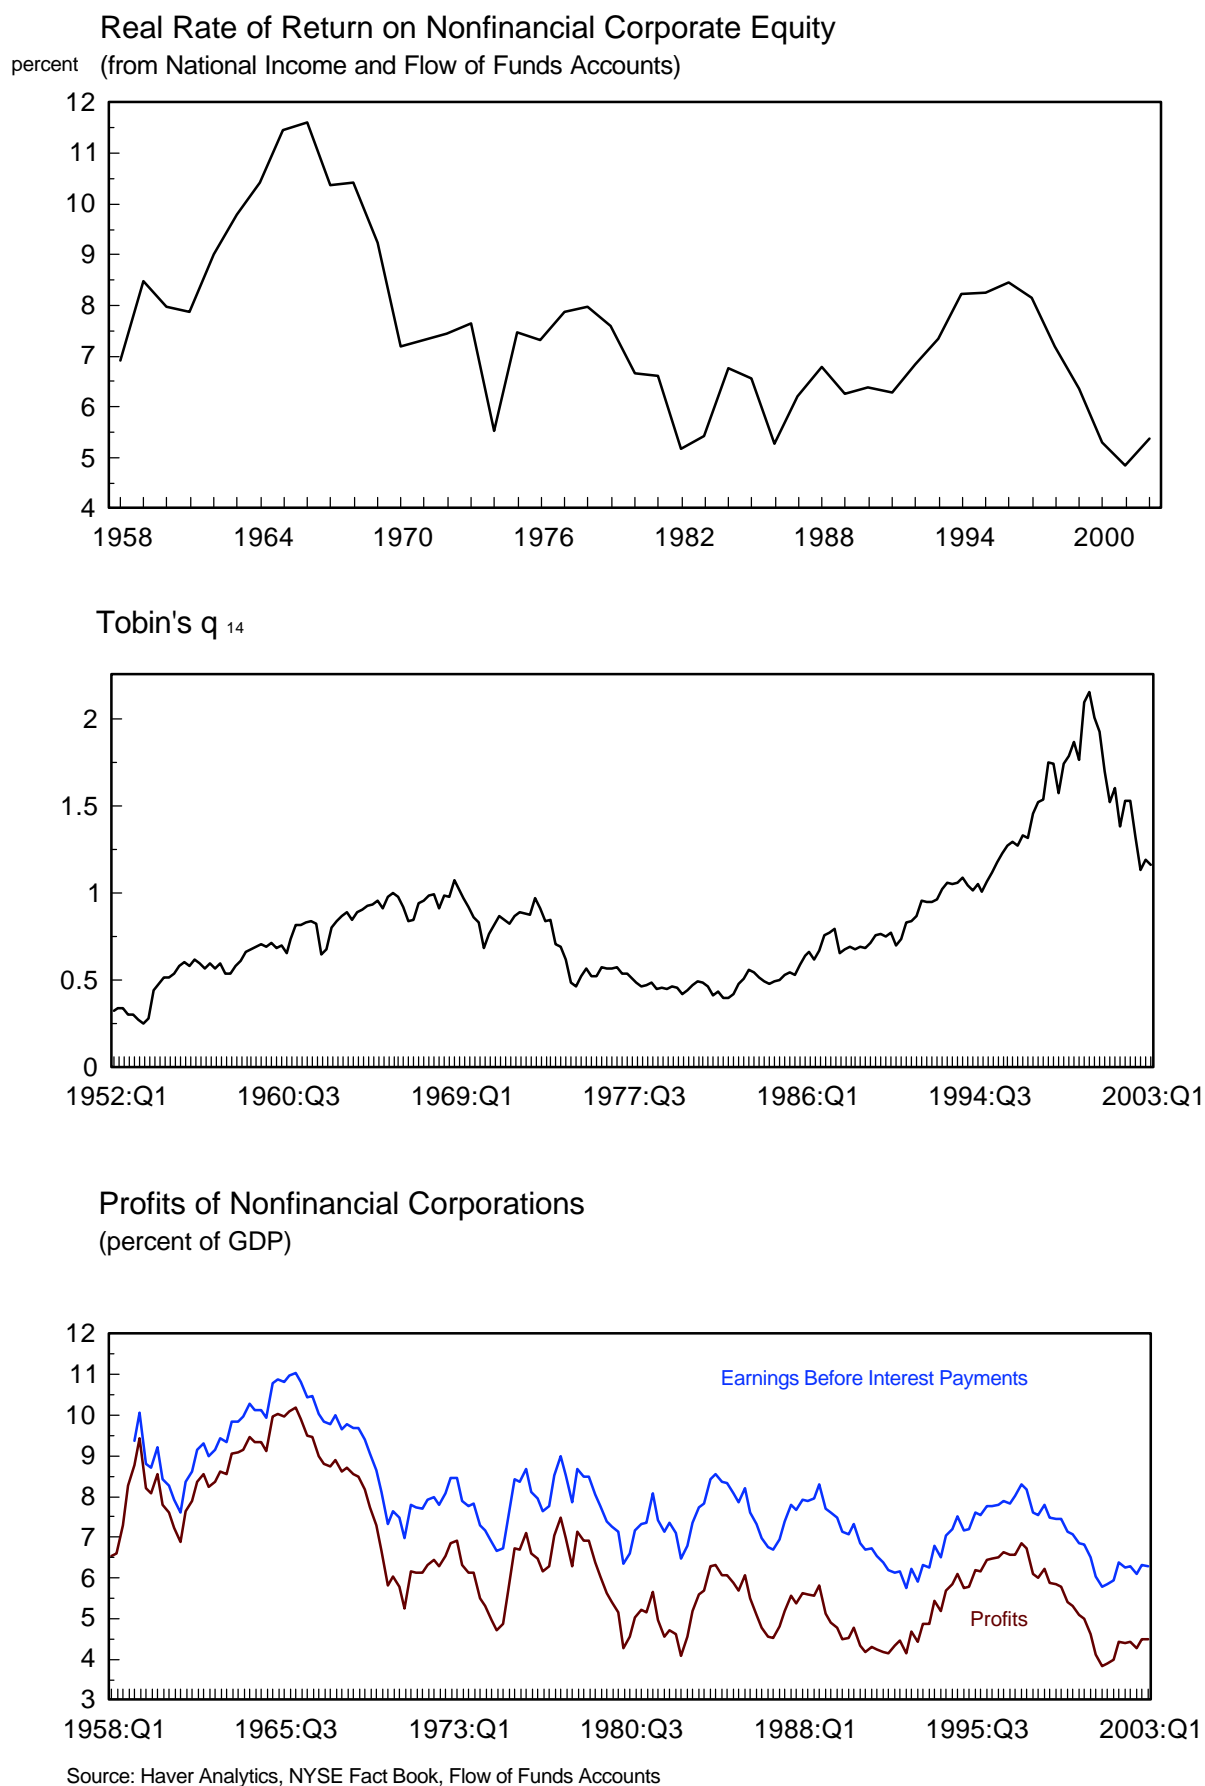 Real Rate of Return on Nonfinancial Corporate Equity
percent (from National Income and Flow of Funds Accounts)
12
11
10
9
8
7
6
5
4
1958 1964 1970 1976 1982 1988 1994 2000
Tobin's q 14
2
1.5
1
0.5
0
1952:Q1 1960:Q3 1969:Q1 1977:Q3 1986:Q1 1994:Q3 2003:Q1
Profits of Nonfinancial Corporations
(percent of GDP)
12
11
Earnings Before Interest Payments
10
9
8
7
6
5
Profits
4
3
1958:Q1 1965:Q3 1973:Q1 1980:Q3 1988:Q1 1995:Q3 2003:Q1
Source: Haver Analytics, NYSE Fact Book, Flow of Funds Accounts